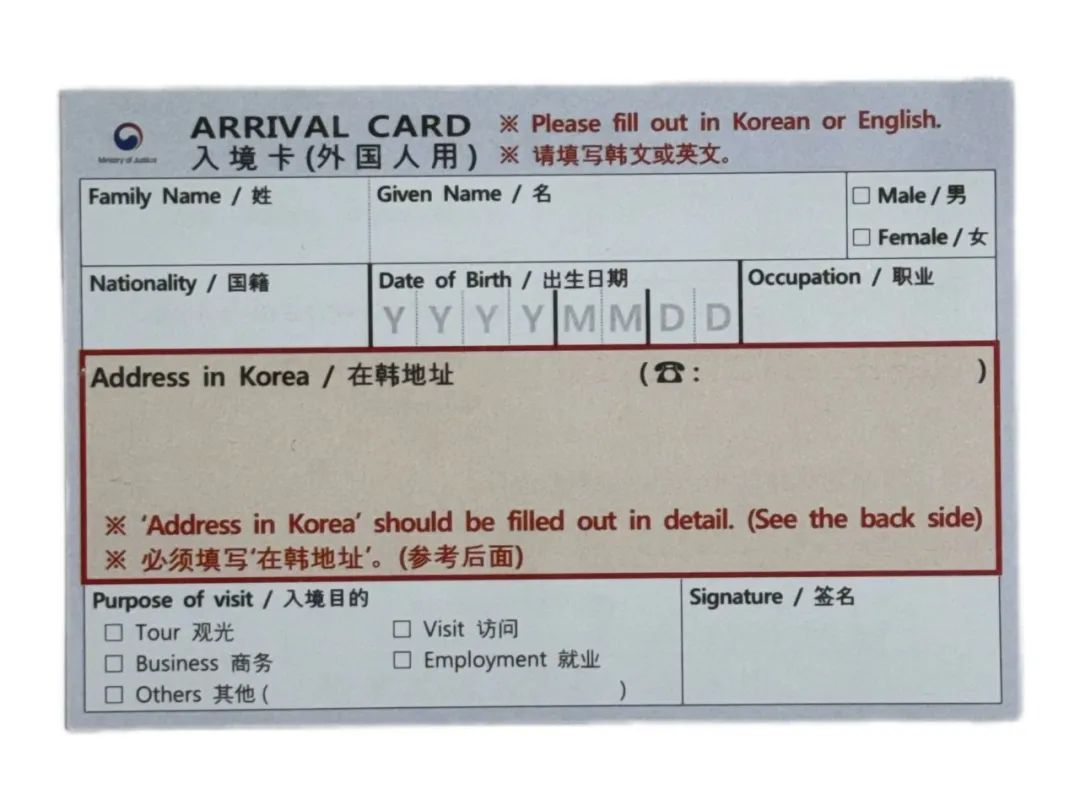 ARRIVAL CARD ※ Please fill out in Korean or English.
入境卡(外国人用) ※ 请填写韩文或英文。
Ministry of Justice
Family Name / 姓
Given Name / 名
□ Male / 男
□ Female / 女
Nationality / 国籍
Date of Birth / 出生日期
Y Y Y Y M M D D
Occupation / 职业
Address in Korea / 在韩地址 (☎: )
※ 'Address in Korea' should be filled out in detail. (See the back side)
※ 必须填写'在韩地址'。(参考后面)
Purpose of visit / 入境目的
□ Tour 观光 □ Visit 访问
□ Business 商务 □ Employment 就业
□ Others 其他 ( )
Signature / 签名